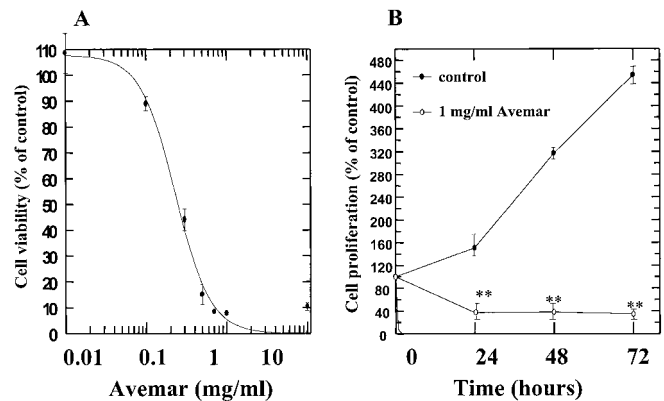 A
110
100
90
80
70
60
50
40
30
20
10
0
0.01 0.1 1 10
Cell viability (% of control)
Avemar (mg/ml)
B
480
440
400
360
320
280
240
200
160
120
80
40
0
control
1 mg/ml Avemar
** ** **
0 24 48 72
Cell proliferation (% of control)
Time (hours)